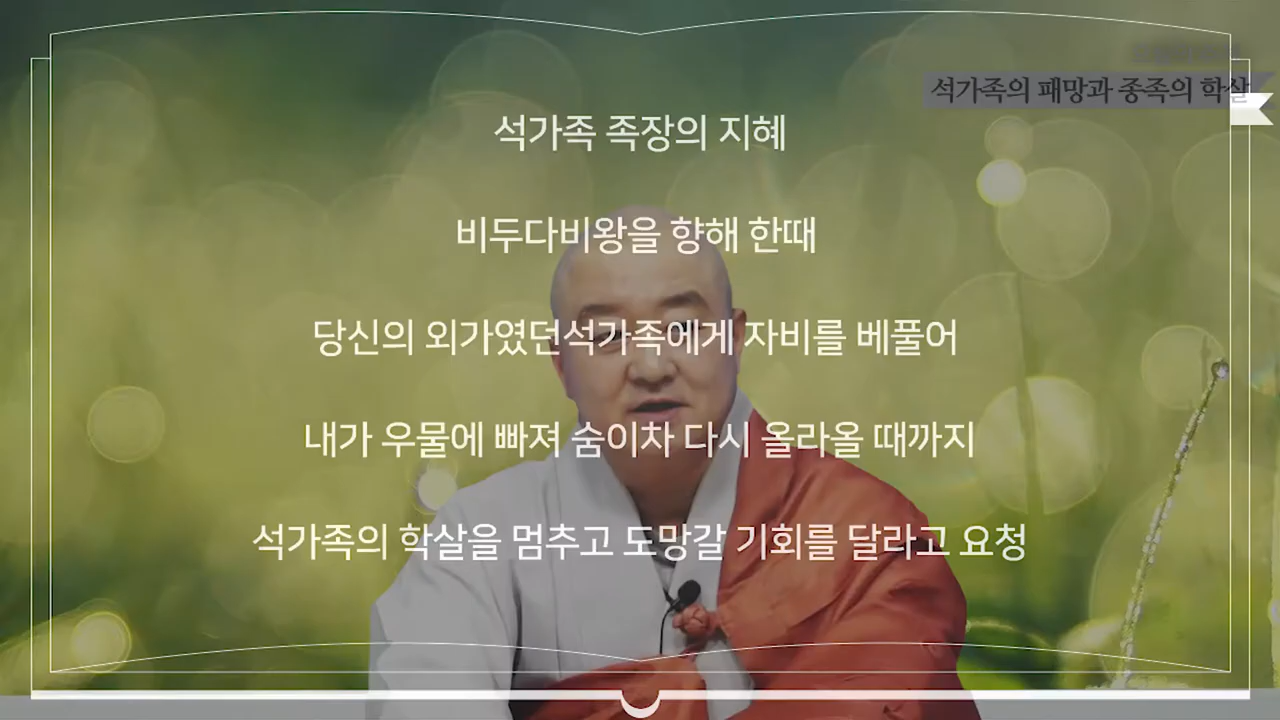 석가족의 패망과 종족의 학살
석가족 족장의 지혜
비두다비왕을 향해 한때
당신의 외가였던석가족에게 자비를 베풀어
내가 우물에 빠져 숨이차 다시 올라올 때까지
석가족의 학살을 멈추고 도망갈 기회를 달라고 요청